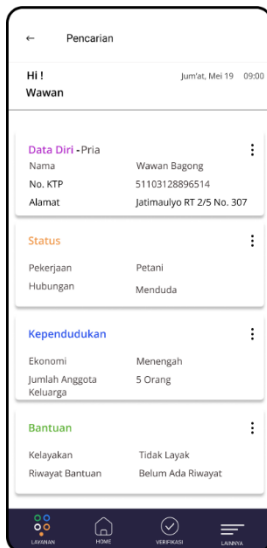 ← Pencarian
Hi ! Jum'at, Mei 19 09:00
Wawan
Data Diri -Pria
Nama Wawan Bagong
No. KTP 51103128896514
Alamat Jatimaulyo RT 2/5 No. 307
Status
Pekerjaan Petani
Hubungan Menduda
Kependudukan
Ekonomi Menengah
Jumlah Anggota 5 Orang
Keluarga
Bantuan
Kelayakan Tidak Layak
Riwayat Bantuan Belum Ada Riwayat
LAYANAN HOME VERIFIKASI LAINNYA